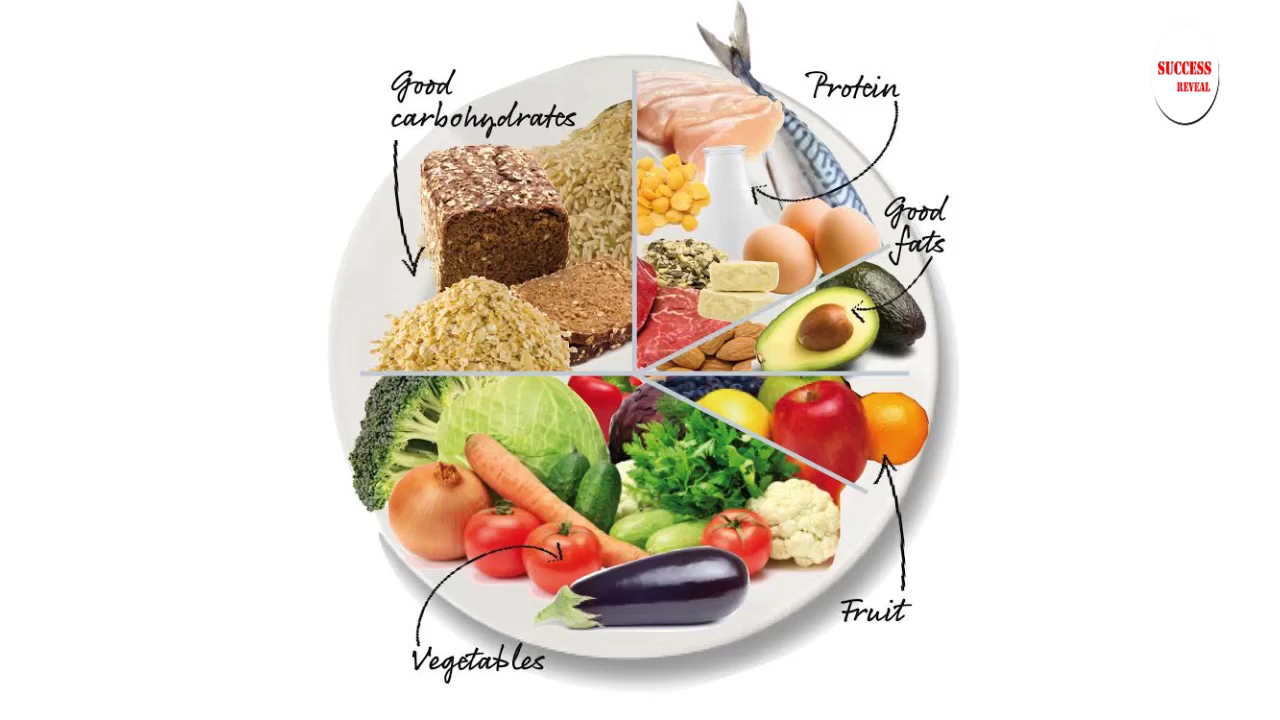 Good
carbohydrates
Protein
SUCCESS
REVEAL
Good
fats
Fruit
Vegetables